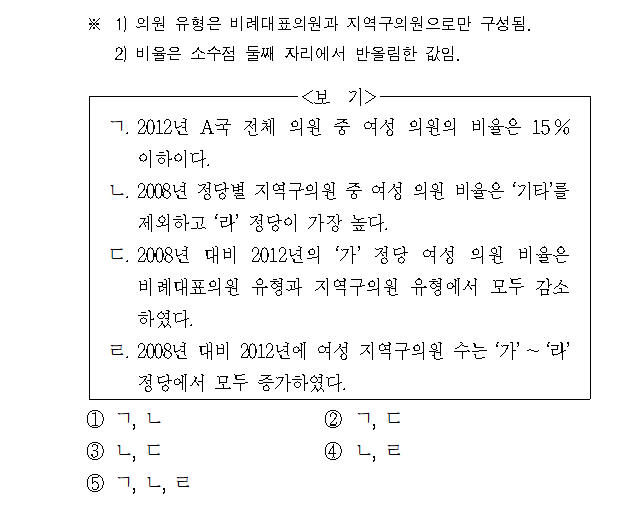 ※ 1) 의원 유형은 비례대표의원과 지역구의원으로만 구성됨.
2) 비율은 소수점 둘째 자리에서 반올림한 값임.
<보 기>
ㄱ. 2012년 A국 전체 의원 중 여성 의원의 비율은 15%
이하이다.
ㄴ. 2008년 정당별 지역구의원 중 여성 의원 비율은 ‘기타’를
제외하고 ‘라’ 정당이 가장 높다.
ㄷ. 2008년 대비 2012년의 ‘가’ 정당 여성 의원 비율은
비례대표의원 유형과 지역구의원 유형에서 모두 감소
하였다.
ㄹ. 2008년 대비 2012년에 여성 지역구의원 수는 ‘가’ ~ ‘라’
정당에서 모두 증가하였다.
① ㄱ, ㄴ ② ㄱ, ㄷ
③ ㄴ, ㄷ ④ ㄴ, ㄹ
⑤ ㄱ, ㄴ, ㄹ